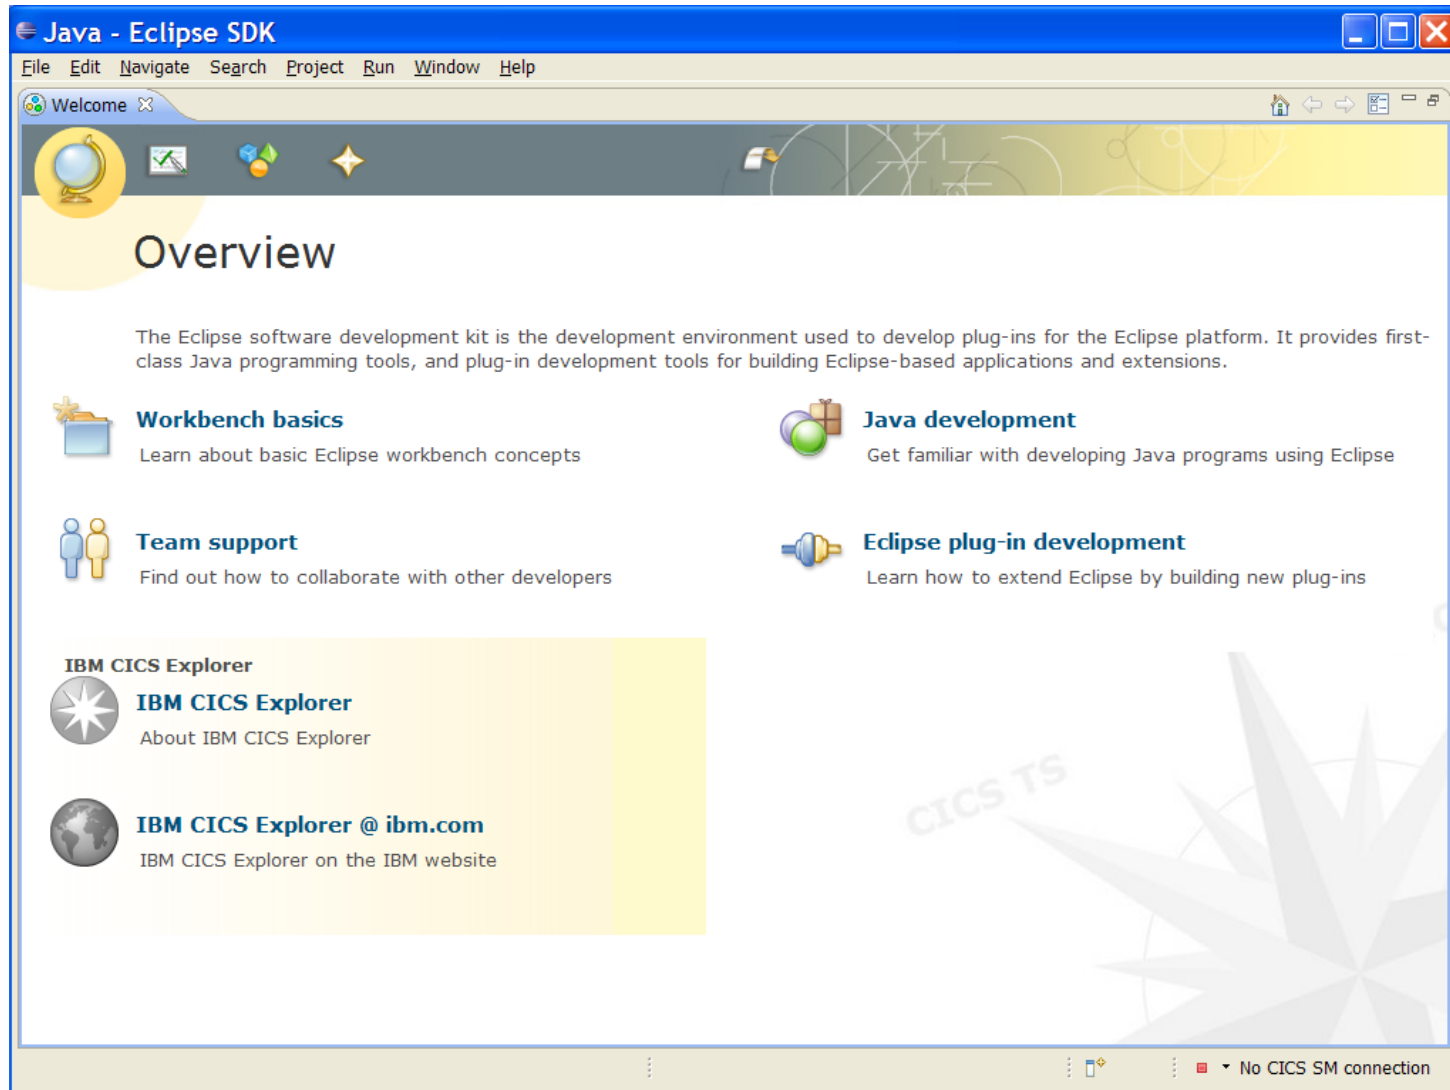 Java - Eclipse SDK
File Edit Navigate Search Project Run Window Help
Welcome
Overview
The Eclipse software development kit is the development environment used to develop plug-ins for the Eclipse platform. It provides first-
class Java programming tools, and plug-in development tools for building Eclipse-based applications and extensions.
Workbench basics
Learn about basic Eclipse workbench concepts
Java development
Get familiar with developing Java programs using Eclipse
Team support
Find out how to collaborate with other developers
Eclipse plug-in development
Learn how to extend Eclipse by building new plug-ins
IBM CICS Explorer
IBM CICS Explorer
About IBM CICS Explorer
IBM CICS Explorer @ ibm.com
IBM CICS Explorer on the IBM website
CICS TS
No CICS SM connection